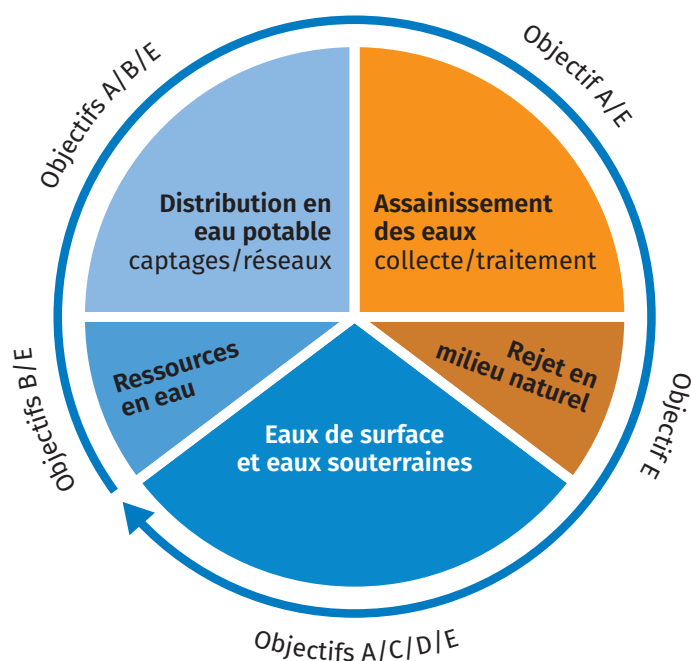 Objectifs A/B/E
Objectif A/E
Distribution en
eau potable
captages/réseaux
Assainissement
des eaux
collecte/traitement
Ressources
en eau
Rejet en
milieu naturel
Eaux de surface
et eaux souterraines
Objectifs B/E
Objectif E
Objectifs A/C/D/E